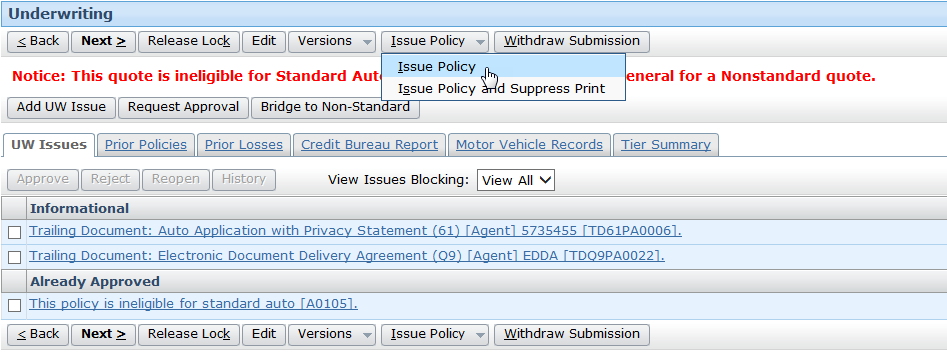 Underwriting
< Back Next > Release Lock Edit Versions Issue Policy Withdraw Submission
Issue Policy
Notice: This quote is ineligible for Standard Auto eneral for a Nonstandard quote.
Issue Policy and Suppress Print
Add UW Issue Request Approval Bridge to Non-Standard
UW Issues Prior Policies Prior Losses Credit Bureau Report Motor Vehicle Records Tier Summary
Approve Reject Reopen History View Issues Blocking: View All
Informational
Trailing Document: Auto Application with Privacy Statement (61) [Agent] 5735455 [TD61PA0006].
Trailing Document: Electronic Document Delivery Agreement (Q9) [Agent] EDDA [TDQ9PA0022].
Already Approved
This policy is ineligible for standard auto [A0105].
< Back Next > Release Lock Edit Versions Issue Policy Withdraw Submission